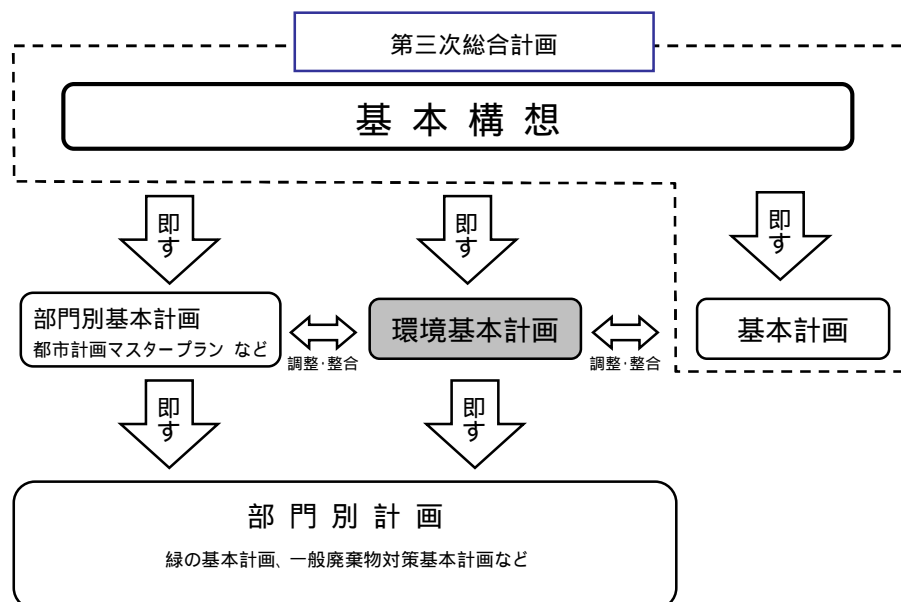 第三次総合計画
基本構想
即す
即す
即す
部門別基本計画
都市計画マスタープラン など
調整・整合
環境基本計画
調整・整合
基本計画
即す
即す
部門別計画
緑の基本計画、一般廃棄物対策基本計画など